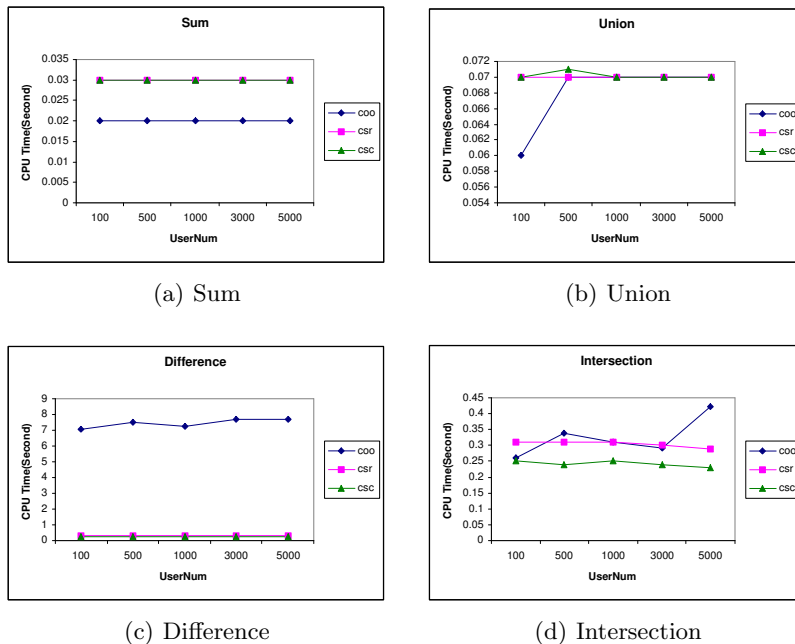 Sum
CPU Time(Second)
0.035
0.03
0.025
0.02
0.015
0.01
0.005
0
100 500 1000 3000 5000
UserNum
coo
csr
csc
(a) Sum
Union
CPU Time(Second)
0.072
0.07
0.068
0.066
0.064
0.062
0.06
0.058
0.056
0.054
100 500 1000 3000 5000
UserNum
coo
csr
csc
(b) Union
Difference
CPU Time(Second)
9
8
7
6
5
4
3
2
1
0
100 500 1000 3000 5000
UserNum
coo
csr
csc
(c) Difference
Intersection
CPU Time(Second)
0.45
0.4
0.35
0.3
0.25
0.2
0.15
0.1
0.05
0
100 500 1000 3000 5000
UserNum
coo
csr
csc
(d) Intersection